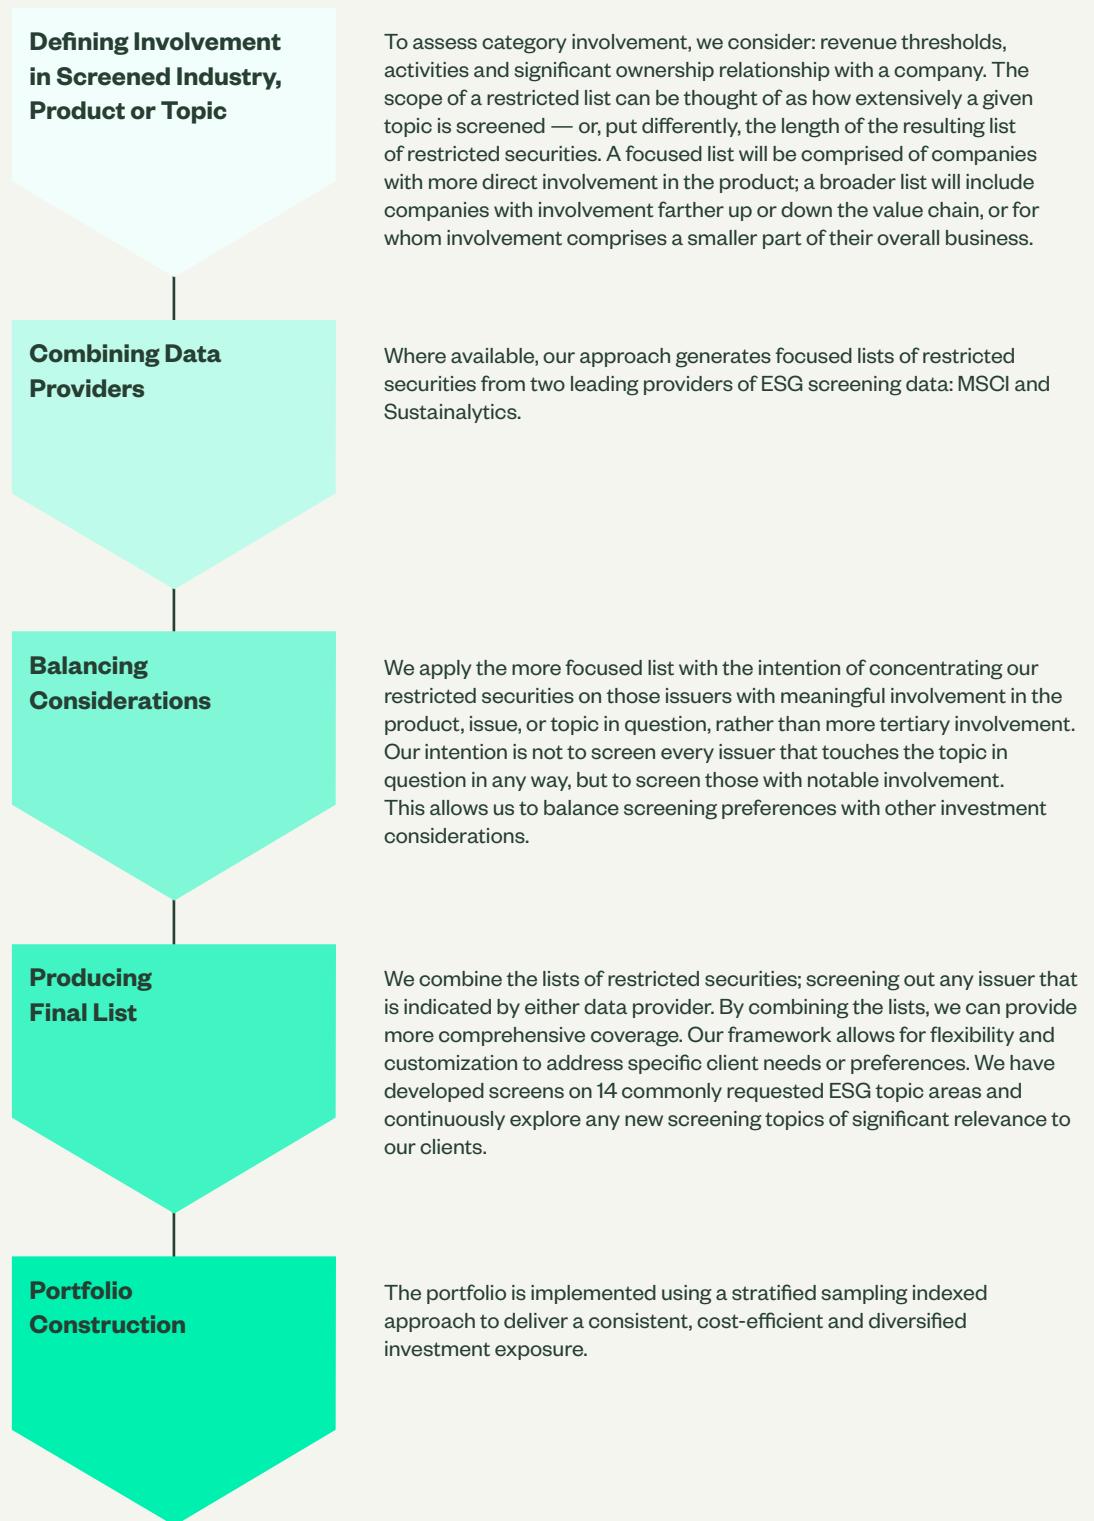 Defining Involvement
in Screened Industry,
Product or Topic
To assess category involvement, we consider: revenue thresholds,
activities and significant ownership relationship with a company. The
scope of a restricted list can be thought of as how extensively a given
topic is screened — or, put differently, the length of the resulting list
of restricted securities. A focused list will be comprised of companies
with more direct involvement in the product; a broader list will include
companies with involvement farther up or down the value chain, or for
whom involvement comprises a smaller part of their overall business.
Combining Data
Providers
Where available, our approach generates focused lists of restricted
securities from two leading providers of ESG screening data: MSCI and
Sustainalytics.
Balancing
Considerations
We apply the more focused list with the intention of concentrating our
restricted securities on those issuers with meaningful involvement in the
product, issue, or topic in question, rather than more tertiary involvement.
Our intention is not to screen every issuer that touches the topic in
question in any way, but to screen those with notable involvement.
This allows us to balance screening preferences with other investment
considerations.
Producing
Final List
We combine the lists of restricted securities; screening out any issuer that
is indicated by either data provider. By combining the lists, we can provide
more comprehensive coverage. Our framework allows for flexibility and
customization to address specific client needs or preferences. We have
developed screens on 14 commonly requested ESG topic areas and
continuously explore any new screening topics of significant relevance to
our clients.
Portfolio
Construction
The portfolio is implemented using a stratified sampling indexed
approach to deliver a consistent, cost-efficient and diversified
investment exposure.